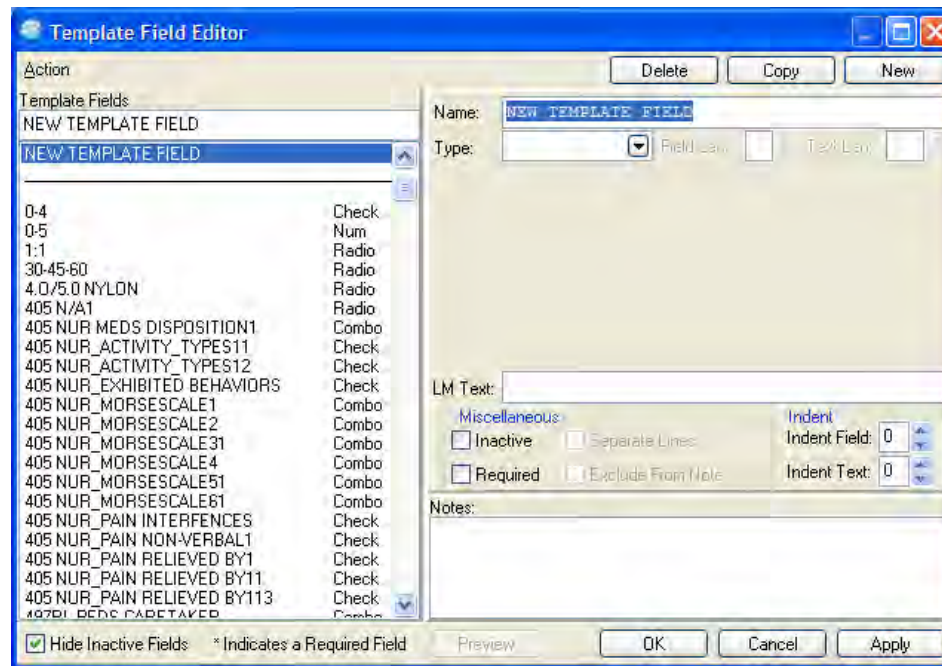 Template Field Editor
Action
Delete
Copy
New
Template Fields
NEW TEMPLATE FIELD
NEW TEMPLATE FIELD
0-4 Check
0-5 Num
1:1 Radio
30-45-60 Radio
4.0/5.0 NYLON Radio
405 N/A1 Radio
405 NUR MEDS DISPOSITION1 Combo
405 NUR_ACTIVITY_TYPES11 Check
405 NUR_ACTIVITY_TYPES12 Check
405 NUR_EXHIBITED BEHAVIORS Check
405 NUR_MORSESCALE1 Combo
405 NUR_MORSESCALE2 Combo
405 NUR_MORSESCALE31 Combo
405 NUR_MORSESCALE4 Combo
405 NUR_MORSESCALE51 Combo
405 NUR_MORSESCALE61 Combo
405 NUR_PAIN INTERFENCES Check
405 NUR_PAIN NON-VERBAL1 Check
405 NUR_PAIN RELIEVED BY1 Check
405 NUR_PAIN RELIEVED BY11 Check
405 NUR_PAIN RELIEVED BY113 Check
CARETAKER Combo
Name: NEW TEMPLATE FIELD
Type: Field Len: Text Len:
LM Text:
Miscellaneous
Indent
Inactive Separate Lines Indent Field: 0
Required Exclude From Note Indent Text: 0
Notes:
Hide Inactive Fields * Indicates a Required Field
Preview
OK
Cancel
Apply